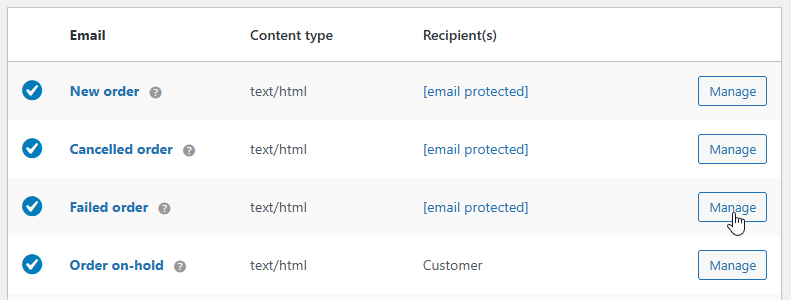 Email Content type Recipient(s)
New order ? text/html [email protected] Manage
Cancelled order ? text/html [email protected] Manage
Failed order ? text/html [email protected] Manage
Order on-hold ? text/html Customer Manage